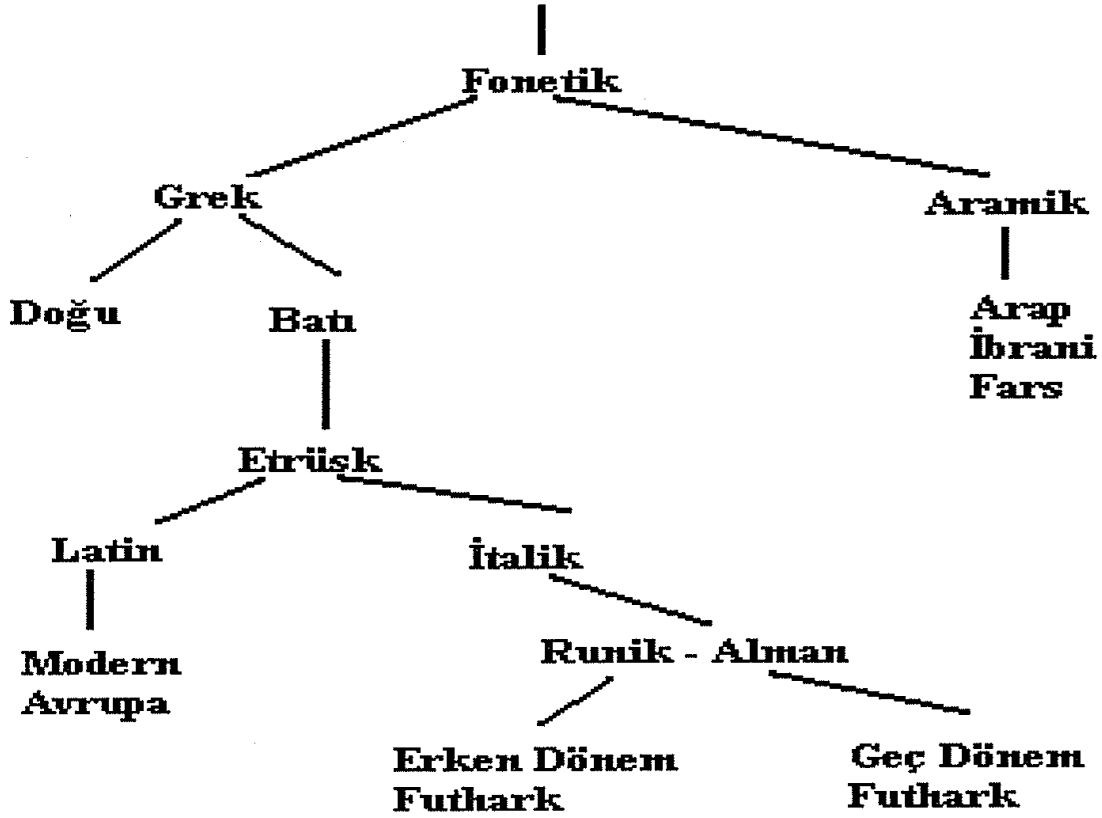 Fonetik
Grek
Aramik
Doğu
Batı
Arap
İbrani
Fars
Etrüsk
Latin
İtalik
Modern
Avrupa
Runik - Alman
Erken Dönem
Futhark
Geç Dönem
Futhark